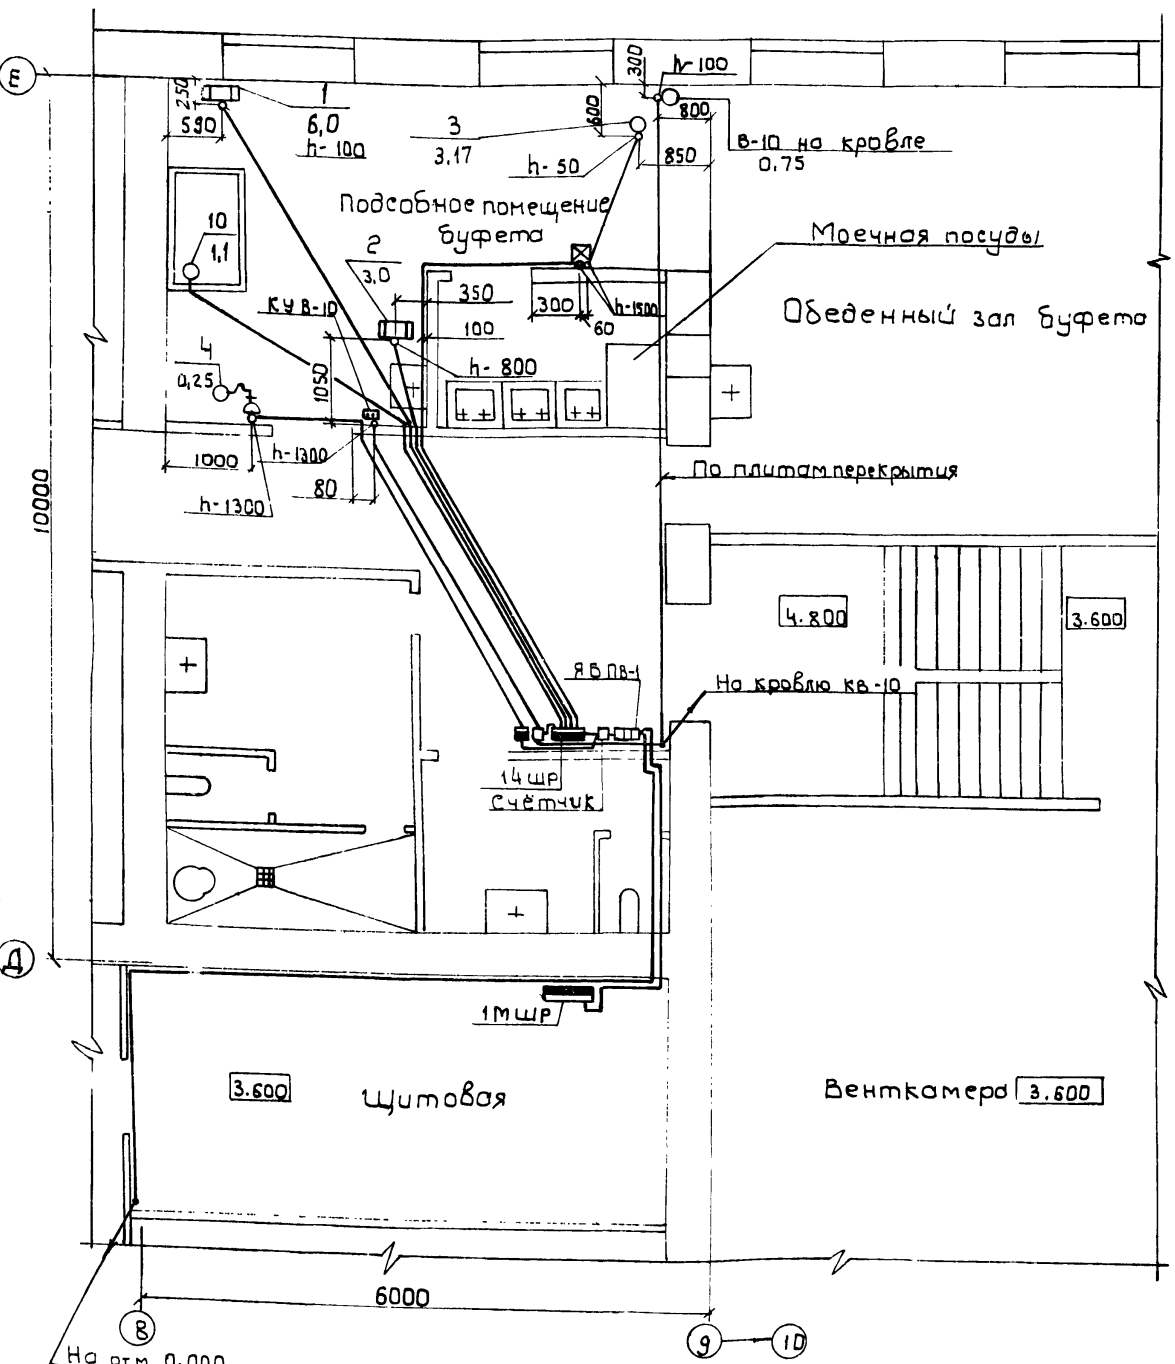 Е
250
590
1
6,0
h-100
3
3,17
h-50
300
h-100
600
800
850
В-10 на кровле
0,75
Подсобное помещение
буфета
Моечная посуды
10
1,1
2
3,0
КУ В-10
350
100
300
60
h-1500
Обеденный зал буфета
4
0,25
1050
h-800
1000
h-1300
80
h-1300
По плитам перекрытия
10000
4.800
3.600
ЯБПВ-1
На кровлю кв-10
14ШР
Счётчик
Д
1МШР
3.600
Щитовая
Венткамера
3.600
6000
8
9
10
На отм. 0.000